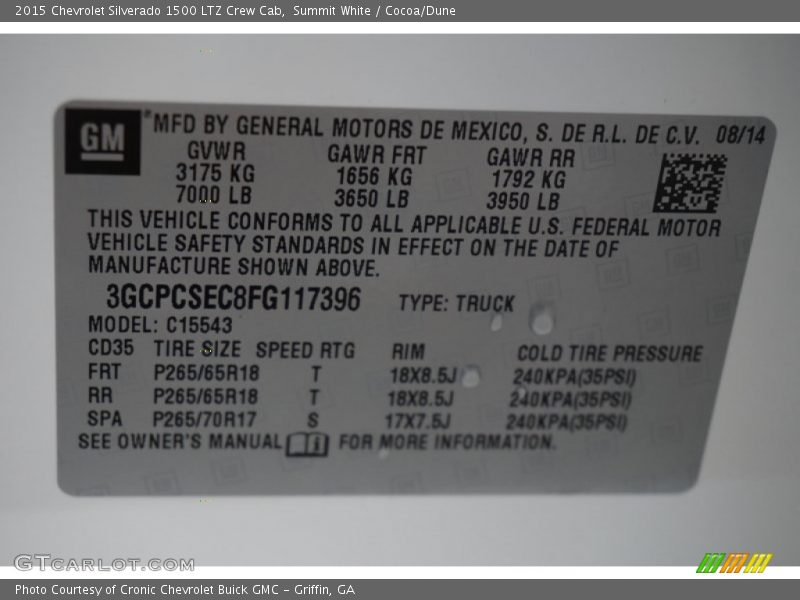 2015 Chevrolet Silverado 1500 LTZ Crew Cab, Summit White / Cocoa/Dune
GM ® MFD BY GENERAL MOTORS DE MEXICO, S. DE R.L. DE C.V. 08/14
GVWR GAWR FRT GAWR RR
3175 KG 1656 KG 1792 KG
7000 LB 3650 LB 3950 LB
THIS VEHICLE CONFORMS TO ALL APPLICABLE U.S. FEDERAL MOTOR
VEHICLE SAFETY STANDARDS IN EFFECT ON THE DATE OF
MANUFACTURE SHOWN ABOVE.
3GCPCSEC8FG117396 TYPE: TRUCK
MODEL: C15543
CD35 TIRE SIZE SPEED RTG RIM COLD TIRE PRESSURE
FRT P265/65R18 T 18X8.5J 240KPA(35PSI)
RR P265/65R18 T 18X8.5J 240KPA(35PSI)
SPA P265/70R17 S 17X7.5J 240KPA(35PSI)
SEE OWNER'S MANUAL i FOR MORE INFORMATION.
GTCARLOT.COM
Photo Courtesy of Cronic Chevrolet Buick GMC - Griffin, GA